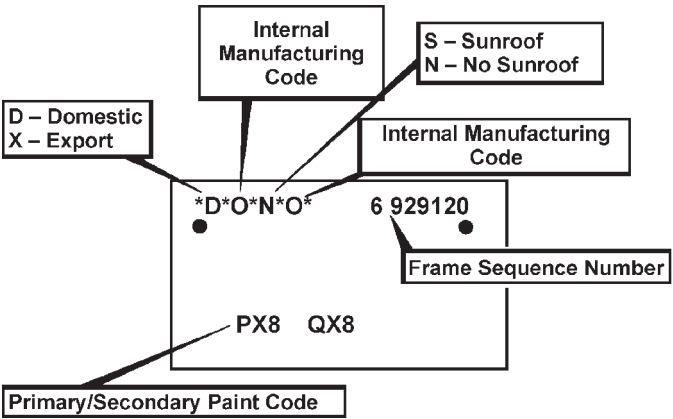 Internal
Manufacturing
Code
S – Sunroof
N – No Sunroof
D – Domestic
X – Export
Internal Manufacturing
Code
*D*O*N*O*
6 929120
Frame Sequence Number
PX8 QX8
Primary/Secondary Paint Code